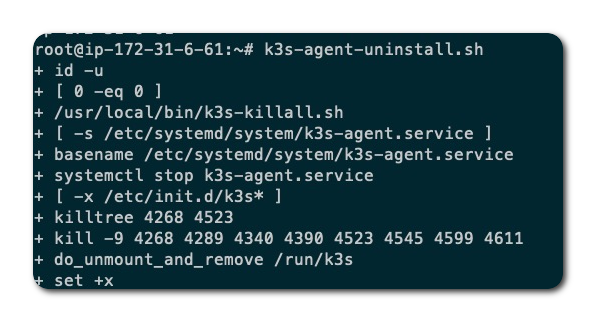 root@ip-172-31-6-61:~# k3s-agent-uninstall.sh
+ id -u
+ [ 0 -eq 0 ]
+ /usr/local/bin/k3s-killall.sh
+ [ -s /etc/systemd/system/k3s-agent.service ]
+ basename /etc/systemd/system/k3s-agent.service
+ systemctl stop k3s-agent.service
+ [ -x /etc/init.d/k3s* ]
+ killtree 4268 4523
+ kill -9 4268 4289 4340 4390 4523 4545 4599 4611
+ do_unmount_and_remove /run/k3s
+ set +x